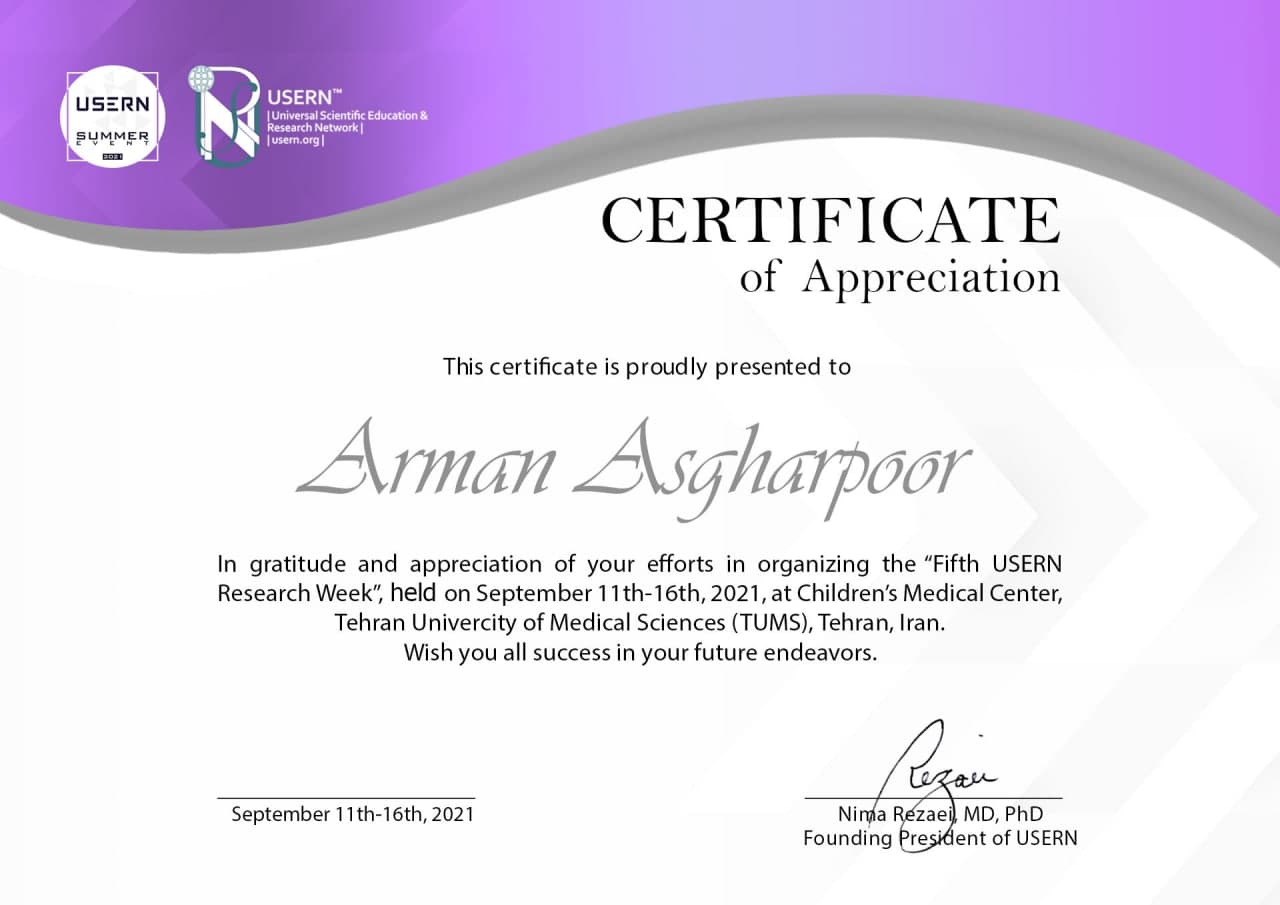 USERN
SUMMER
EVENT
2021
USERN™
| Universal Scientific Education &
Research Network |
| usern.org |
CERTIFICATE
of Appreciation
This certificate is proudly presented to
Arman Asgharpoor
In gratitude and appreciation of your efforts in organizing the “Fifth USERN
Research Week”, held on September 11th-16th, 2021, at Children’s Medical Center,
Tehran Univercity of Medical Sciences (TUMS), Tehran, Iran.
Wish you all success in your future endeavors.
Rezaei
September 11th-16th, 2021
Nima Rezaei, MD, PhD
Founding President of USERN